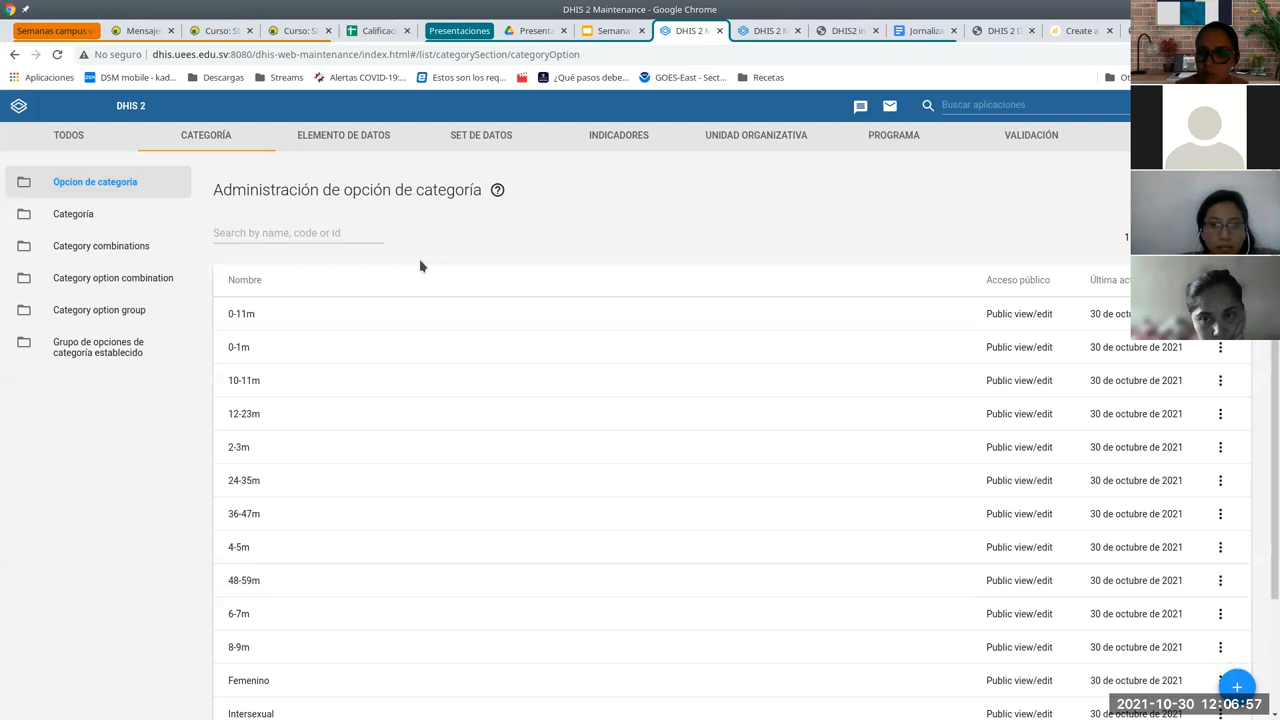 DHIS 2 Maintenance - Google Chrome
Semanas campus v
Mensaje
Curso: S
Curso: S
Calificac
Presentaciones
Present
Semana
DHIS 2 M
DHIS 2 M
DHIS2 in
Jornaliz
DHIS 2 D
Create a
No seguro
dhis.uees.edu.sv:8080/dhis-web-maintenance/index.html#/list/categorySection/categoryOption
Aplicaciones
DSM mobile - kad...
Descargas
Streams
Alertas COVID-19:...
Estos son los req...
¿Qué pasos debe...
GOES-East - Sect...
Recetas
Ot
DHIS 2
Buscar aplicaciones
TODOS
CATEGORÍA
ELEMENTO DE DATOS
SET DE DATOS
INDICADORES
UNIDAD ORGANIZATIVA
PROGRAMA
VALIDACIÓN
Opcion de categoría
Categoría
Category combinations
Category option combination
Category option group
Grupo de opciones de
categoría establecido
Administración de opción de categoría
Search by name, code or id
1
Nombre Acceso público Última act
0-11m Public view/edit 30 de octu
0-1m Public view/edit 30 de octubre de 2021
10-11m Public view/edit 30 de octubre de 2021
12-23m Public view/edit 30 de octubre de 2021
2-3m Public view/edit 30 de octubre de 2021
24-35m Public view/edit 30 de octubre de 2021
36-47m Public view/edit 30 de octubre de 2021
4-5m Public view/edit 30 de octubre de 2021
48-59m Public view/edit 30 de octubre de 2021
6-7m Public view/edit 30 de octubre de 2021
8-9m Public view/edit 30 de octubre de 2021
Femenino Public view/edit 30 de octubre de 2021
Intersexual Public view/edit
2021-10-30 12:06:57